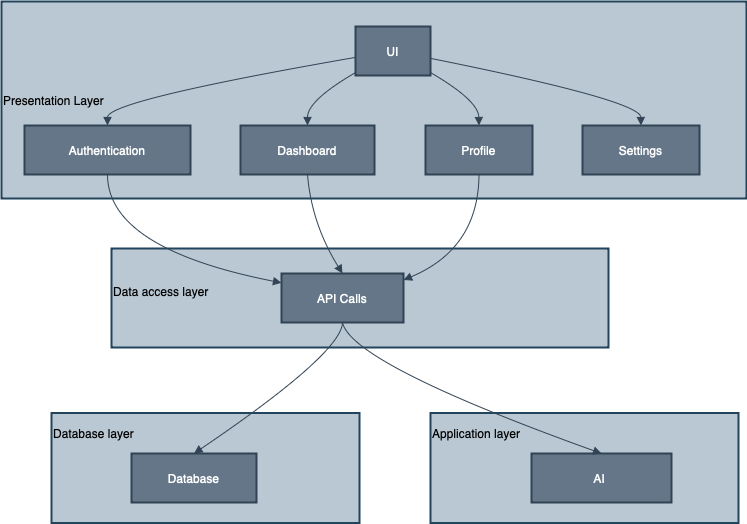 UI
Presentation Layer
Authentication
Dashboard
Profile
Settings
Data access layer
API Calls
Database layer
Application layer
Database
AI